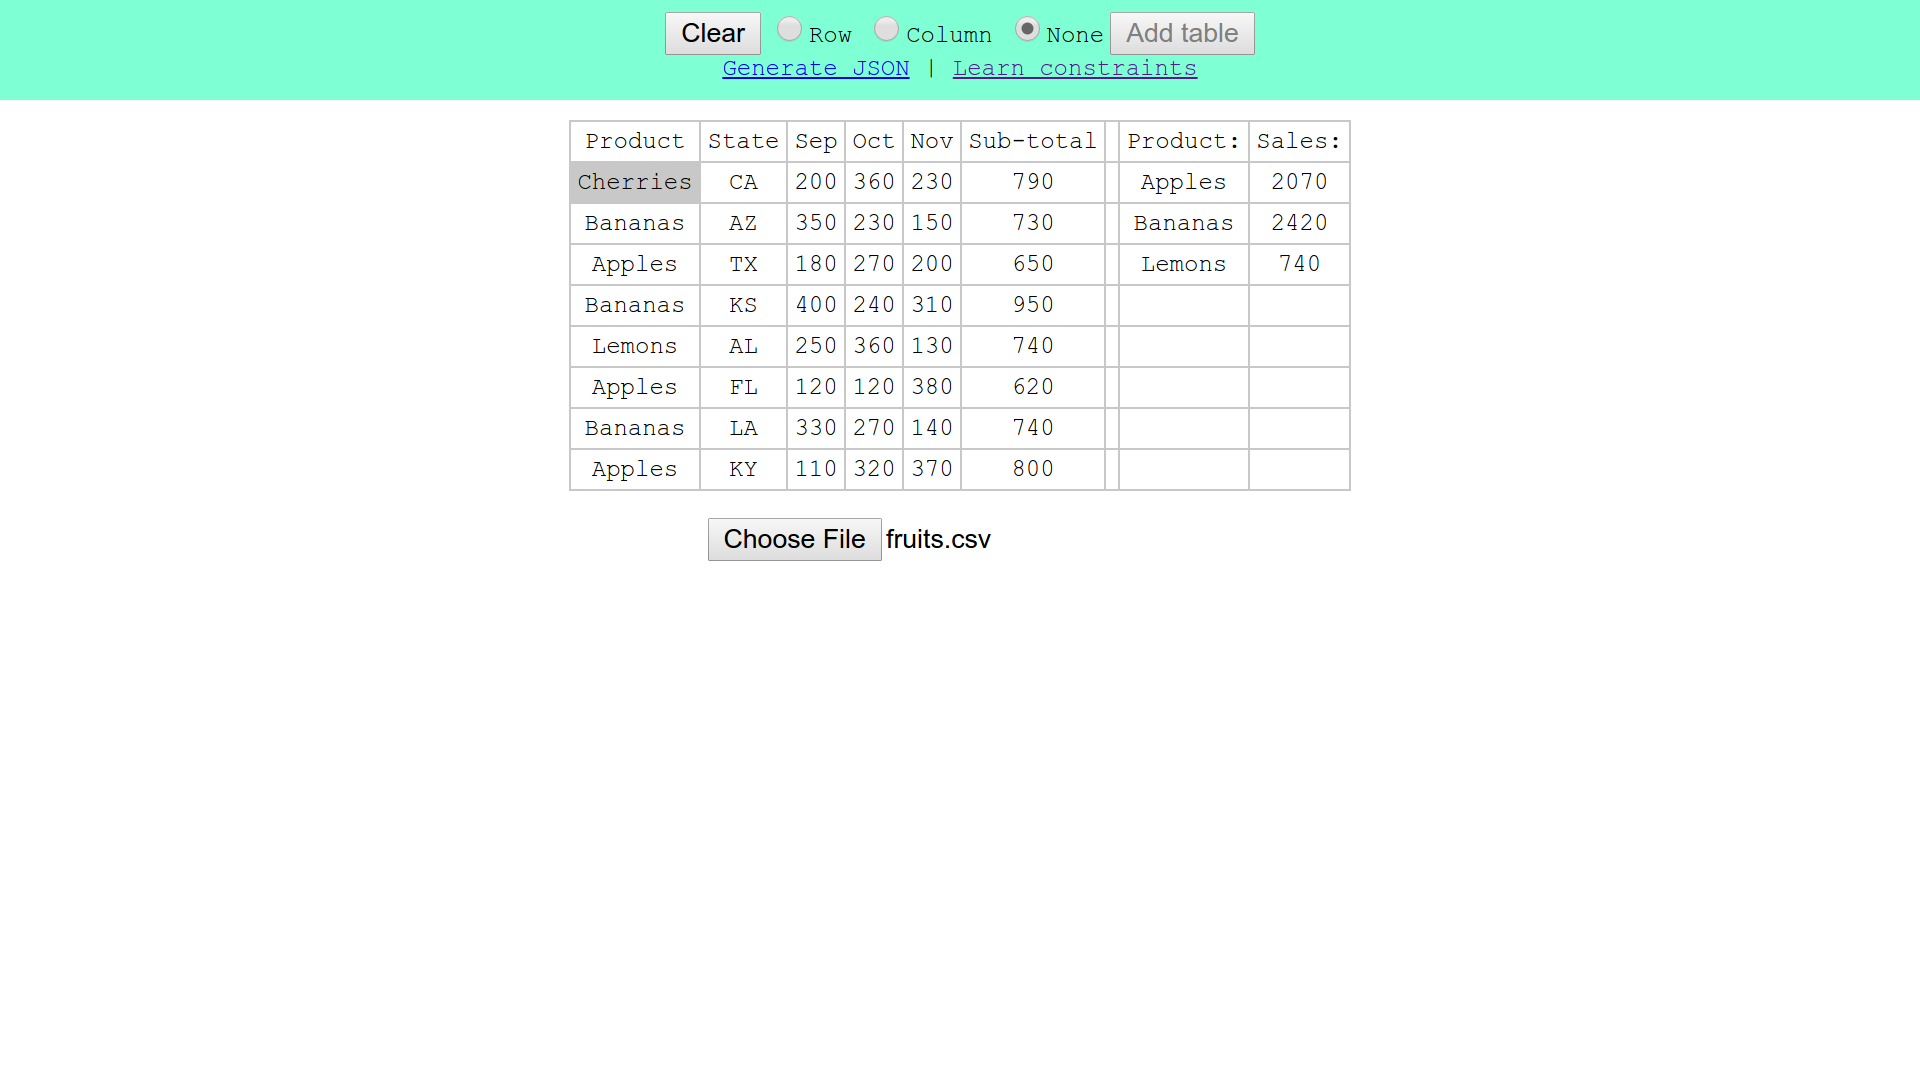 Clear Row Column None Add table
Generate JSON | Learn constraints
Product State Sep Oct Nov Sub-total Product: Sales:
Cherries CA 200 360 230 790 Apples 2070
Bananas AZ 350 230 150 730 Bananas 2420
Apples TX 180 270 200 650 Lemons 740
Bananas KS 400 240 310 950
Lemons AL 250 360 130 740
Apples FL 120 120 380 620
Bananas LA 330 270 140 740
Apples KY 110 320 370 800
Choose File fruits.csv